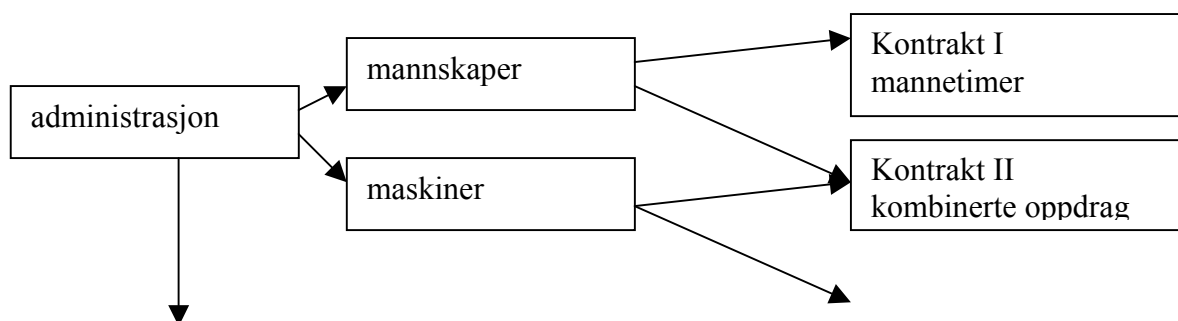 administrasjon
mannskaper
maskiner
Kontrakt I
mannetimer
Kontrakt II
kombinerte oppdrag